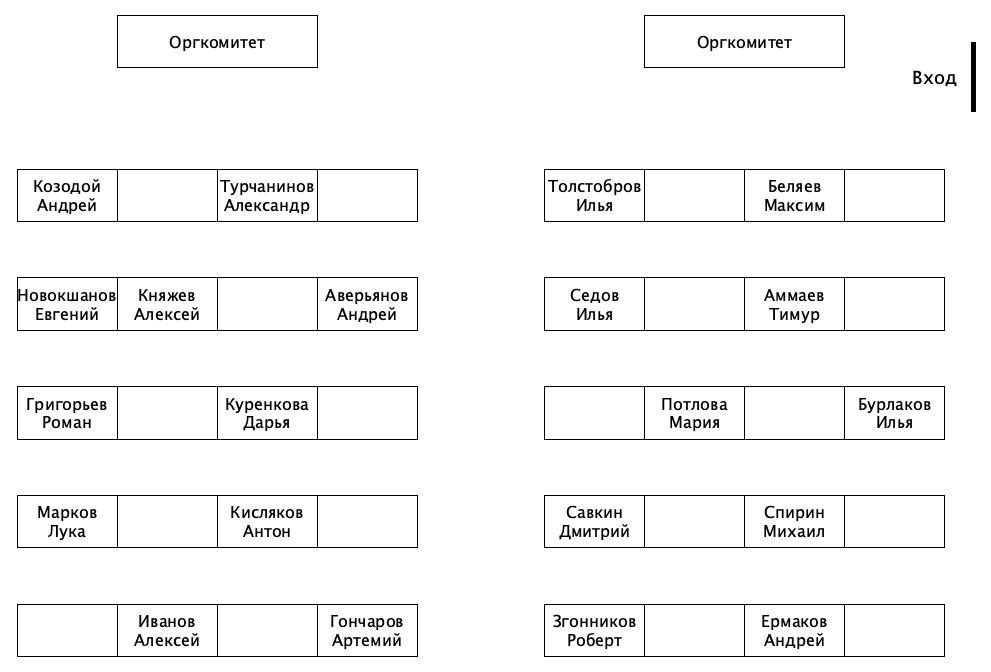 Оргкомитет
Оргкомитет
Вход
Козодой
Андрей
Турчанинов
Александр
Толстобров
Илья
Беляев
Максим
Новокшанов
Евгений
Княжев
Алексей
Аверьянов
Андрей
Седов
Илья
Аммаев
Тимур
Григорьев
Роман
Куренкова
Дарья
Потлова
Мария
Бурлаков
Илья
Марков
Лука
Кисляков
Антон
Савкин
Дмитрий
Спирин
Михаил
Иванов
Алексей
Гончаров
Артемий
Згонников
Роберт
Ермаков
Андрей